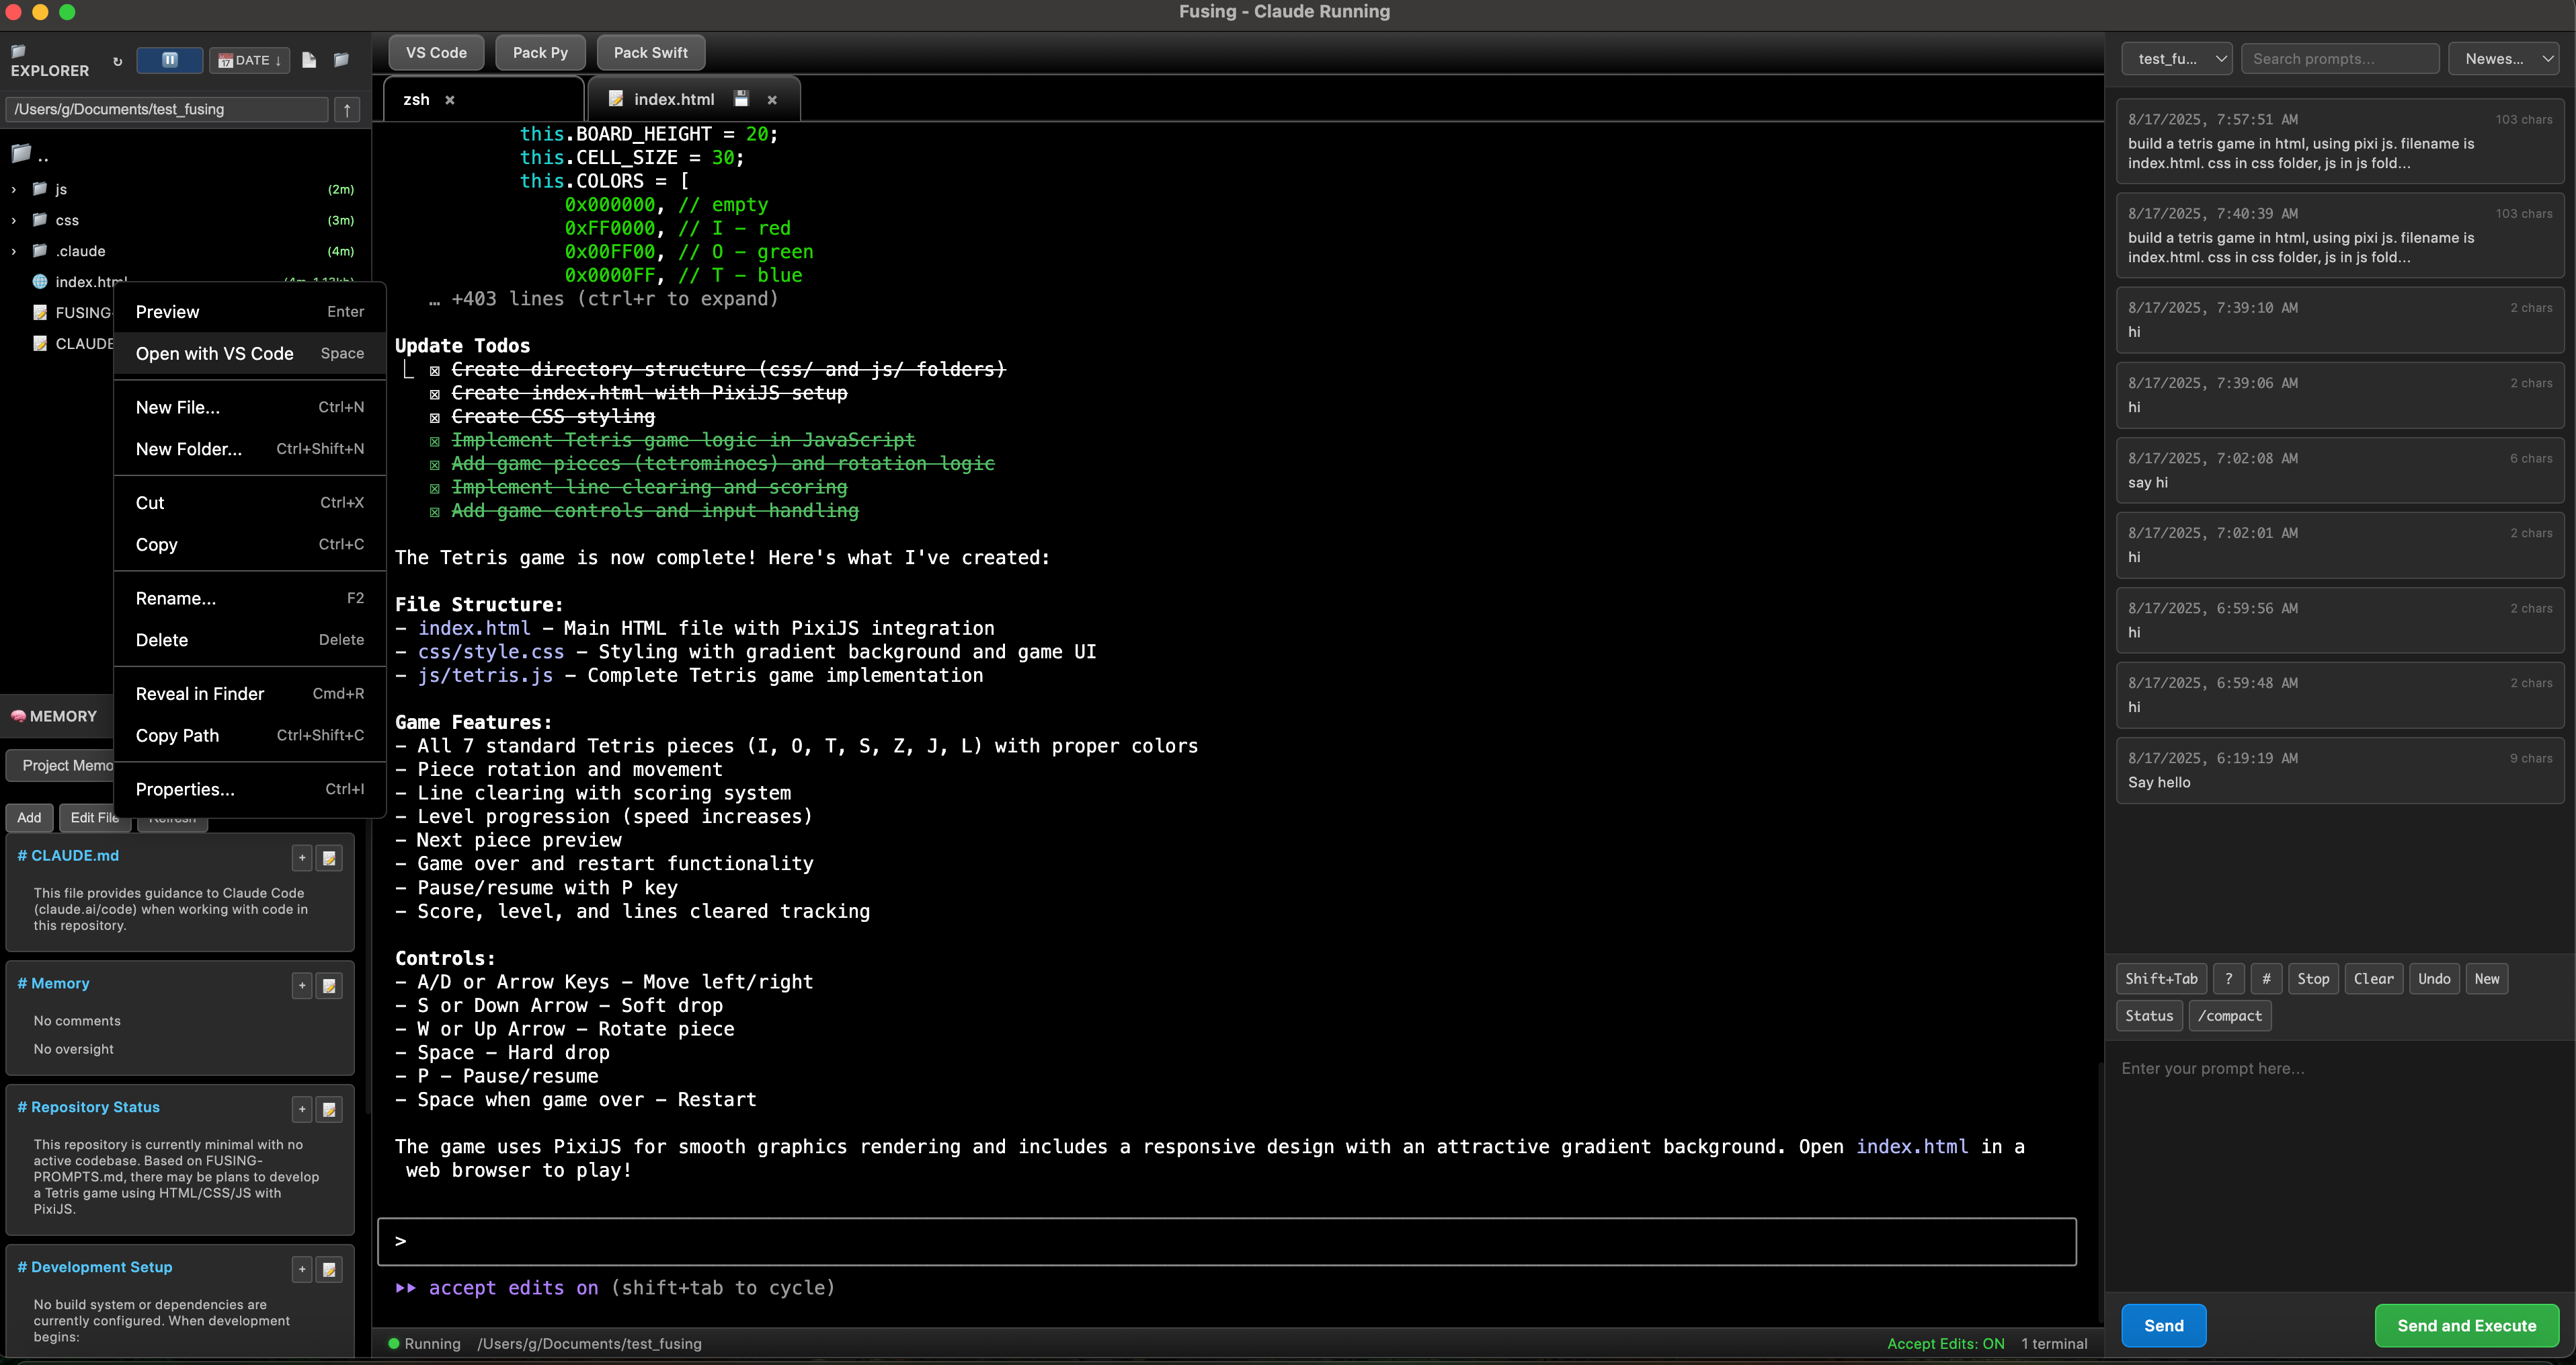 Fusing - Claude Running
EXPLORER
DATE ↓
/Users/g/Documents/test_fusing
↑
..
js (2m)
css (3m)
.claude (4m)
index.html
FUSING-
CLAUDE
Preview Enter
Open with VS Code Space
New File... Ctrl+N
New Folder... Ctrl+Shift+N
Cut Ctrl+X
Copy Ctrl+C
Rename... F2
Delete Delete
Reveal in Finder Cmd+R
Copy Path Ctrl+Shift+C
Properties... Ctrl+I
MEMORY
Project Memo
Add Edit File Refresh
# CLAUDE.md
This file provides guidance to Claude Code
(claude.ai/code) when working with code in
this repository.
# Memory
No comments
No oversight
# Repository Status
This repository is currently minimal with no
active codebase. Based on FUSING-
PROMPTS.md, there may be plans to develop
a Tetris game using HTML/CSS/JS with
PixiJS.
# Development Setup
No build system or dependencies are
currently configured. When development
begins:
VS Code Pack Py Pack Swift
zsh × index.html ×
this.BOARD_HEIGHT = 20;
this.CELL_SIZE = 30;
this.COLORS = [
0x000000, // empty
0xFF0000, // I – red
0x00FF00, // O – green
0x0000FF, // T – blue
… +403 lines (ctrl+r to expand)
Update Todos
☒ Create directory structure (css/ and js/ folders)
☒ Create index.html with PixiJS setup
☒ Create CSS styling
☒ Implement Tetris game logic in JavaScript
☒ Add game pieces (tetrominoes) and rotation logic
☒ Implement line clearing and scoring
☒ Add game controls and input handling
The Tetris game is now complete! Here's what I've created:
File Structure:
– index.html – Main HTML file with PixiJS integration
– css/style.css – Styling with gradient background and game UI
– js/tetris.js – Complete Tetris game implementation
Game Features:
– All 7 standard Tetris pieces (I, O, T, S, Z, J, L) with proper colors
– Piece rotation and movement
– Line clearing with scoring system
– Level progression (speed increases)
– Next piece preview
– Game over and restart functionality
– Pause/resume with P key
– Score, level, and lines cleared tracking
Controls:
– A/D or Arrow Keys – Move left/right
– S or Down Arrow – Soft drop
– W or Up Arrow – Rotate piece
– Space – Hard drop
– P – Pause/resume
– Space when game over – Restart
The game uses PixiJS for smooth graphics rendering and includes a responsive design with an attractive gradient background. Open index.html in a
web browser to play!
>
accept edits on (shift+tab to cycle)
Running /Users/g/Documents/test_fusing Accept Edits: ON 1 terminal
test_fu... Search prompts... Newes...
8/17/2025, 7:57:51 AM 103 chars
build a tetris game in html, using pixi js. filename is
index.html. css in css folder, js in js fold...
8/17/2025, 7:40:39 AM 103 chars
build a tetris game in html, using pixi js. filename is
index.html. css in css folder, js in js fold...
8/17/2025, 7:39:10 AM 2 chars
hi
8/17/2025, 7:39:06 AM 2 chars
hi
8/17/2025, 7:02:08 AM 6 chars
say hi
8/17/2025, 7:02:01 AM 2 chars
hi
8/17/2025, 6:59:56 AM 2 chars
hi
8/17/2025, 6:59:48 AM 2 chars
hi
8/17/2025, 6:19:19 AM 9 chars
Say hello
Shift+Tab ? # Stop Clear Undo New
Status /compact
Enter your prompt here...
Send Send and Execute